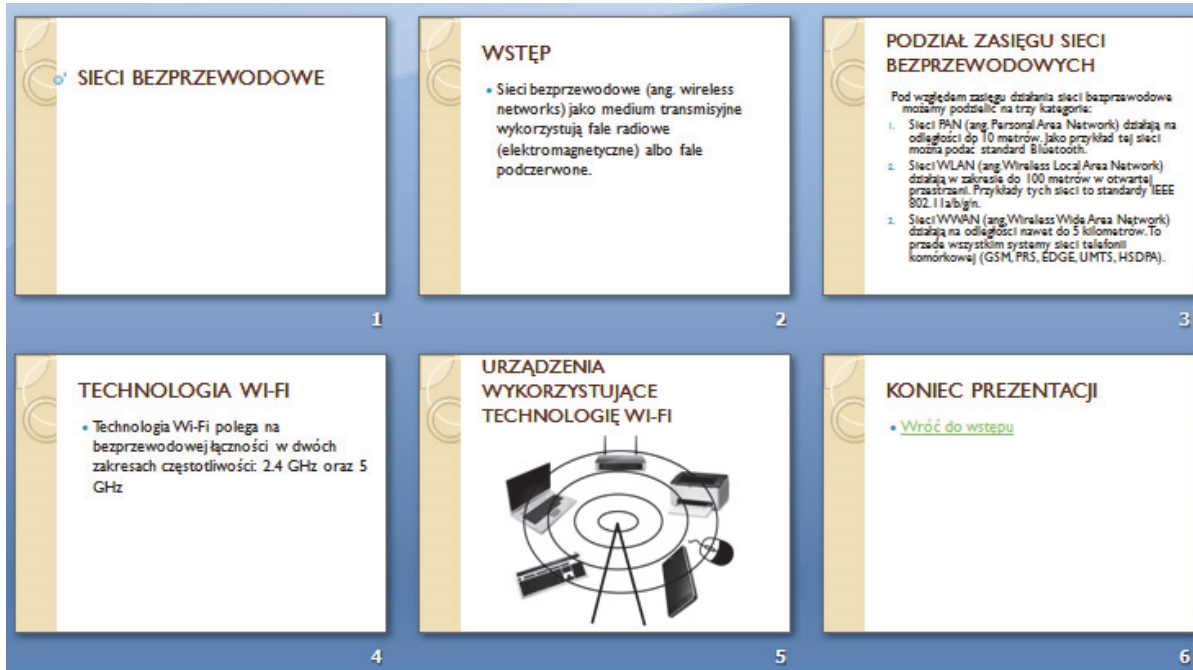 SIECI BEZPRZEWODOWE
1
WSTĘP
• Sieci bezprzewodowe (ang. wireless
networks) jako medium transmisyjne
wykorzystują fale radiowe
(elektromagnetyczne) albo fale
podczerwone.
2
PODZIAŁ ZASIĘGU SIECI
BEZPRZEWODOWYCH
Pod względem zasięgu działania sieci bezprzewodowe
możemy podzielić na trzy kategorie:
1. Sieci PAN (ang. Personal Area Network) działają na
odległości do 10 metrów. Jako przykład tej sieci
można podać standard Bluetooth.
2. Sieci WLAN (ang. Wireless Local Area Network)
działają w zakresie do 100 metrów w otwartej
przestrzeni. Przykłady tych sieci to standardy IEEE
802.11a/b/g/n.
2. Sieci WWAN (ang. Wireless Wide Area Network)
działają na odległości nawet do 5 kilometrów. To
przede wszystkim systemy sieci telefonii
komórkowej (GSM, PRS, EDGE, UMTS, HSDPA).
3
TECHNOLOGIA WI-FI
• Technologia Wi-Fi polega na
bezprzewodowej łączności w dwóch
zakresach częstotliwości: 2.4 GHz oraz 5
GHz
4
URZĄDZENIA
WYKORZYSTUJĄCE
TECHNOLOGIĘ WI-FI
5
KONIEC PREZENTACJI
• Wróć do wstępu
6